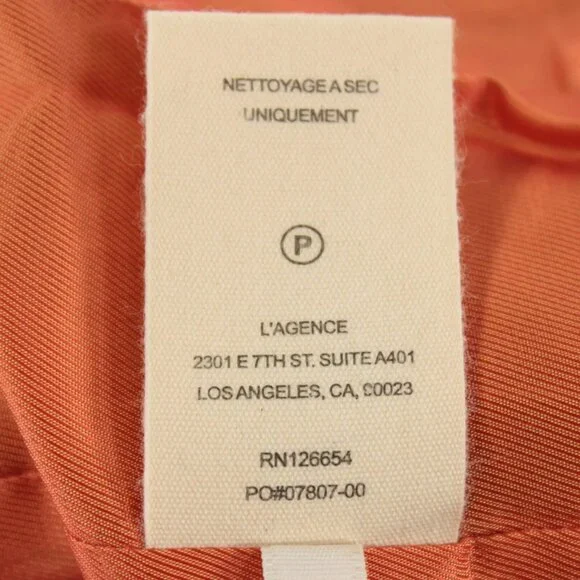 NETTOYAGE A SEC
UNIQUEMENT
P
L'AGENCE
2301 E 7TH ST. SUITE A401
LOS ANGELES, CA, 90023
RN126654
PO#07807-00